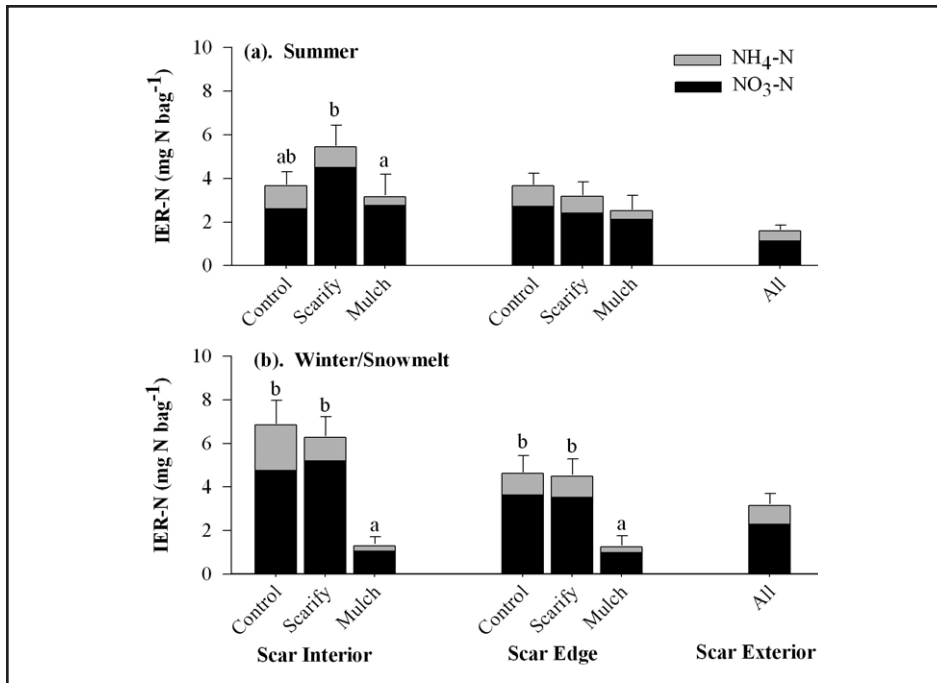 (a). Summer
NH4-N
NO3-N
IER-N (mg N bag-1)
10
8
6
4
2
0
ab
b
a
Control
Scarify
Mulch
Control
Scarify
Mulch
All
(b). Winter/Snowmelt
IER-N (mg N bag-1)
10
8
6
4
2
0
b
b
a
b
b
a
Control
Scarify
Mulch
Control
Scarify
Mulch
All
Scar Interior
Scar Edge
Scar Exterior